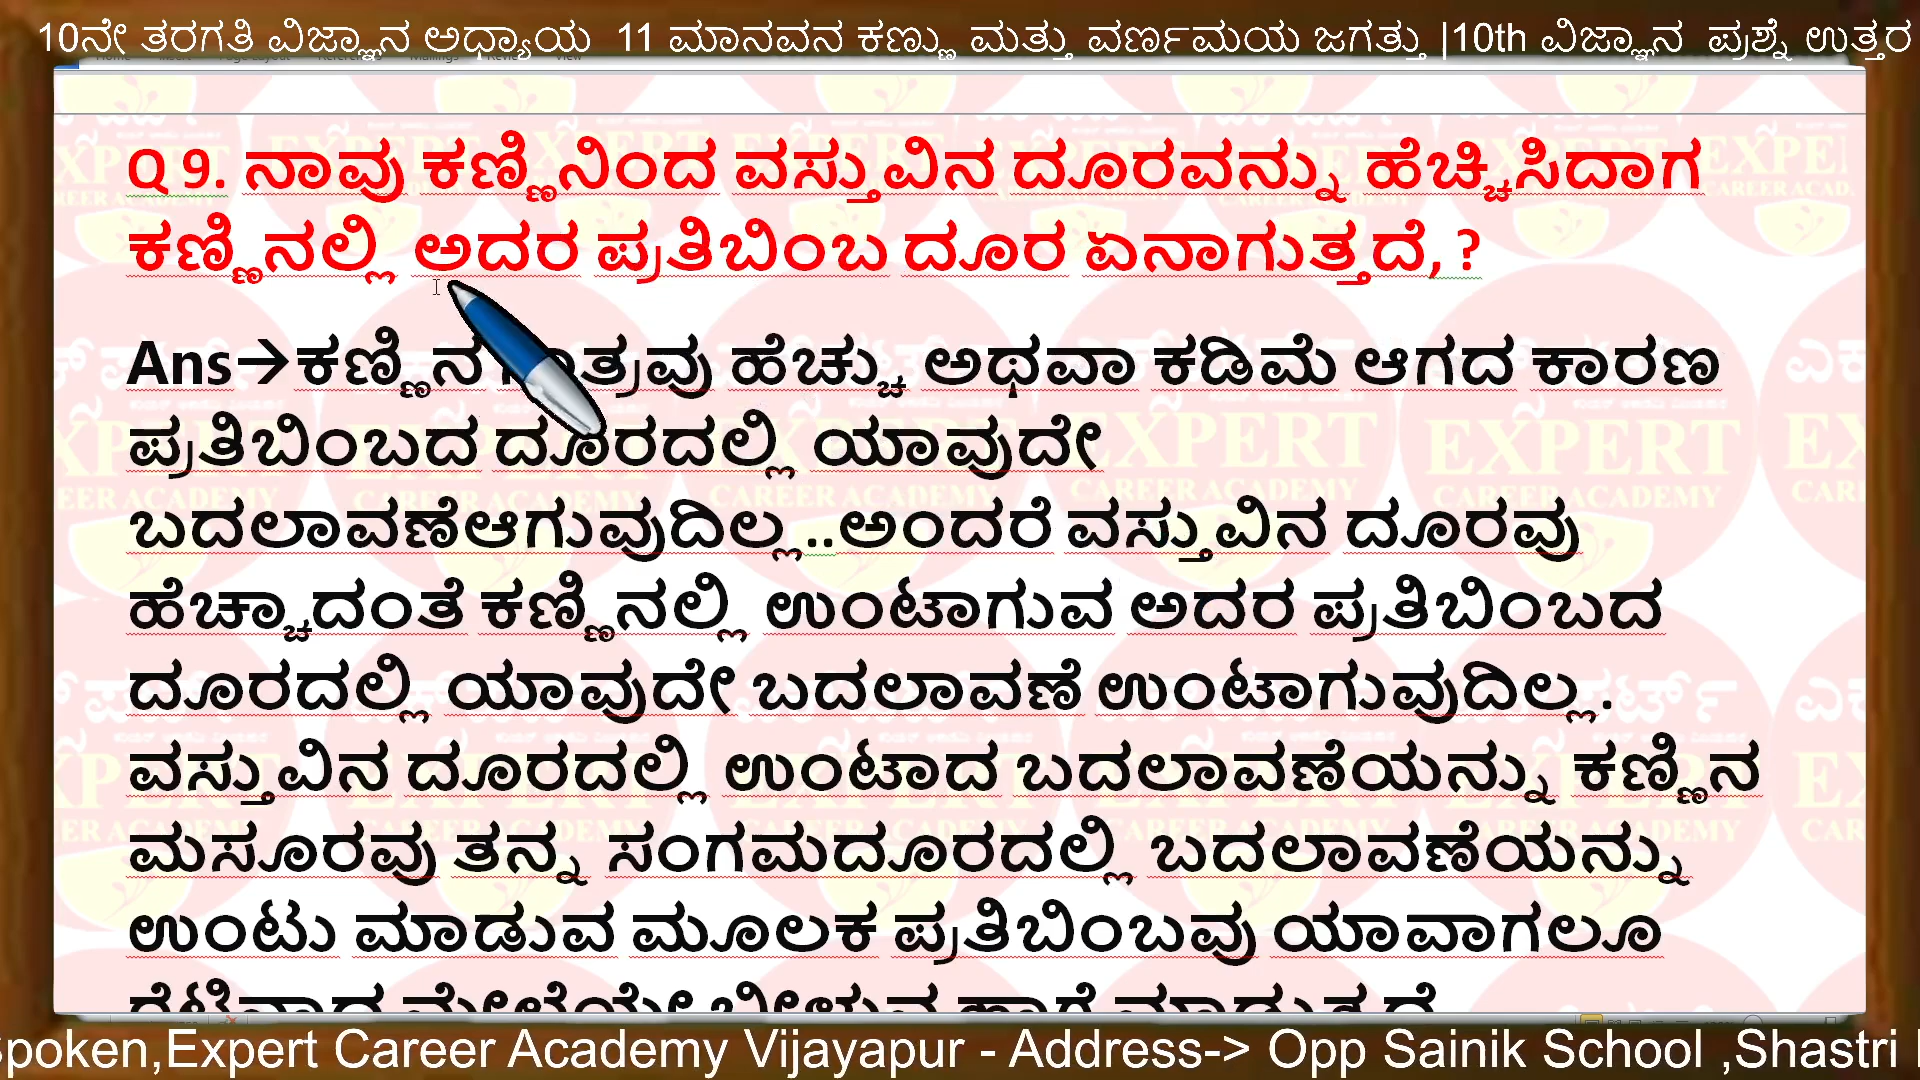 10ನೇ ತರಗತಿ ವಿಜ್ಞಾನ ಅಧ್ಯಾಯ 11 ಮಾನವನ ಕಣ್ಣು ಮತ್ತು ವರ್ಣಮಯ ಜಗತ್ತು |10th ವಿಜ್ಞಾನ ಪ್ರಶ್ನೆ ಉತ್ತರ
Q 9. ನಾವು ಕಣ್ಣಿನಿಂದ ವಸ್ತುವಿನ ದೂರವನ್ನು ಹೆಚ್ಚಿಸಿದಾಗ
ಕಣ್ಣಿನಲ್ಲಿ ಅದರ ಪ್ರತಿಬಿಂಬ ದೂರ ಏನಾಗುತ್ತದೆ, ?
Ans→ಕಣ್ಣಿನ ಗಾತ್ರವು ಹೆಚ್ಚು ಅಥವಾ ಕಡಿಮೆ ಆಗದ ಕಾರಣ
ಪ್ರತಿಬಿಂಬದ ದೂರದಲ್ಲಿ ಯಾವುದೇ
ಬದಲಾವಣೆಆಗುವುದಿಲ್ಲ..ಅಂದರೆ ವಸ್ತುವಿನ ದೂರವು
ಹೆಚ್ಚಾದಂತೆ ಕಣ್ಣಿನಲ್ಲಿ ಉಂಟಾಗುವ ಅದರ ಪ್ರತಿಬಿಂಬದ
ದೂರದಲ್ಲಿ ಯಾವುದೇ ಬದಲಾವಣೆ ಉಂಟಾಗುವುದಿಲ್ಲ.
ವಸ್ತುವಿನ ದೂರದಲ್ಲಿ ಉಂಟಾದ ಬದಲಾವಣೆಯನ್ನು ಕಣ್ಣಿನ
ಮಸೂರವು ತನ್ನ ಸಂಗಮದೂರದಲ್ಲಿ ಬದಲಾವಣೆಯನ್ನು
ಉಂಟು ಮಾಡುವ ಮೂಲಕ ಪ್ರತಿಬಿಂಬವು ಯಾವಾಗಲೂ
ರೆಟಿನಾದ ಮೇಲೆಯೇ ಬೀಳುವ ಹಾಗೆ ಮಾಡುತ್ತದೆ
Spoken,Expert Career Academy Vijayapur - Address-> Opp Sainik School ,Shastri